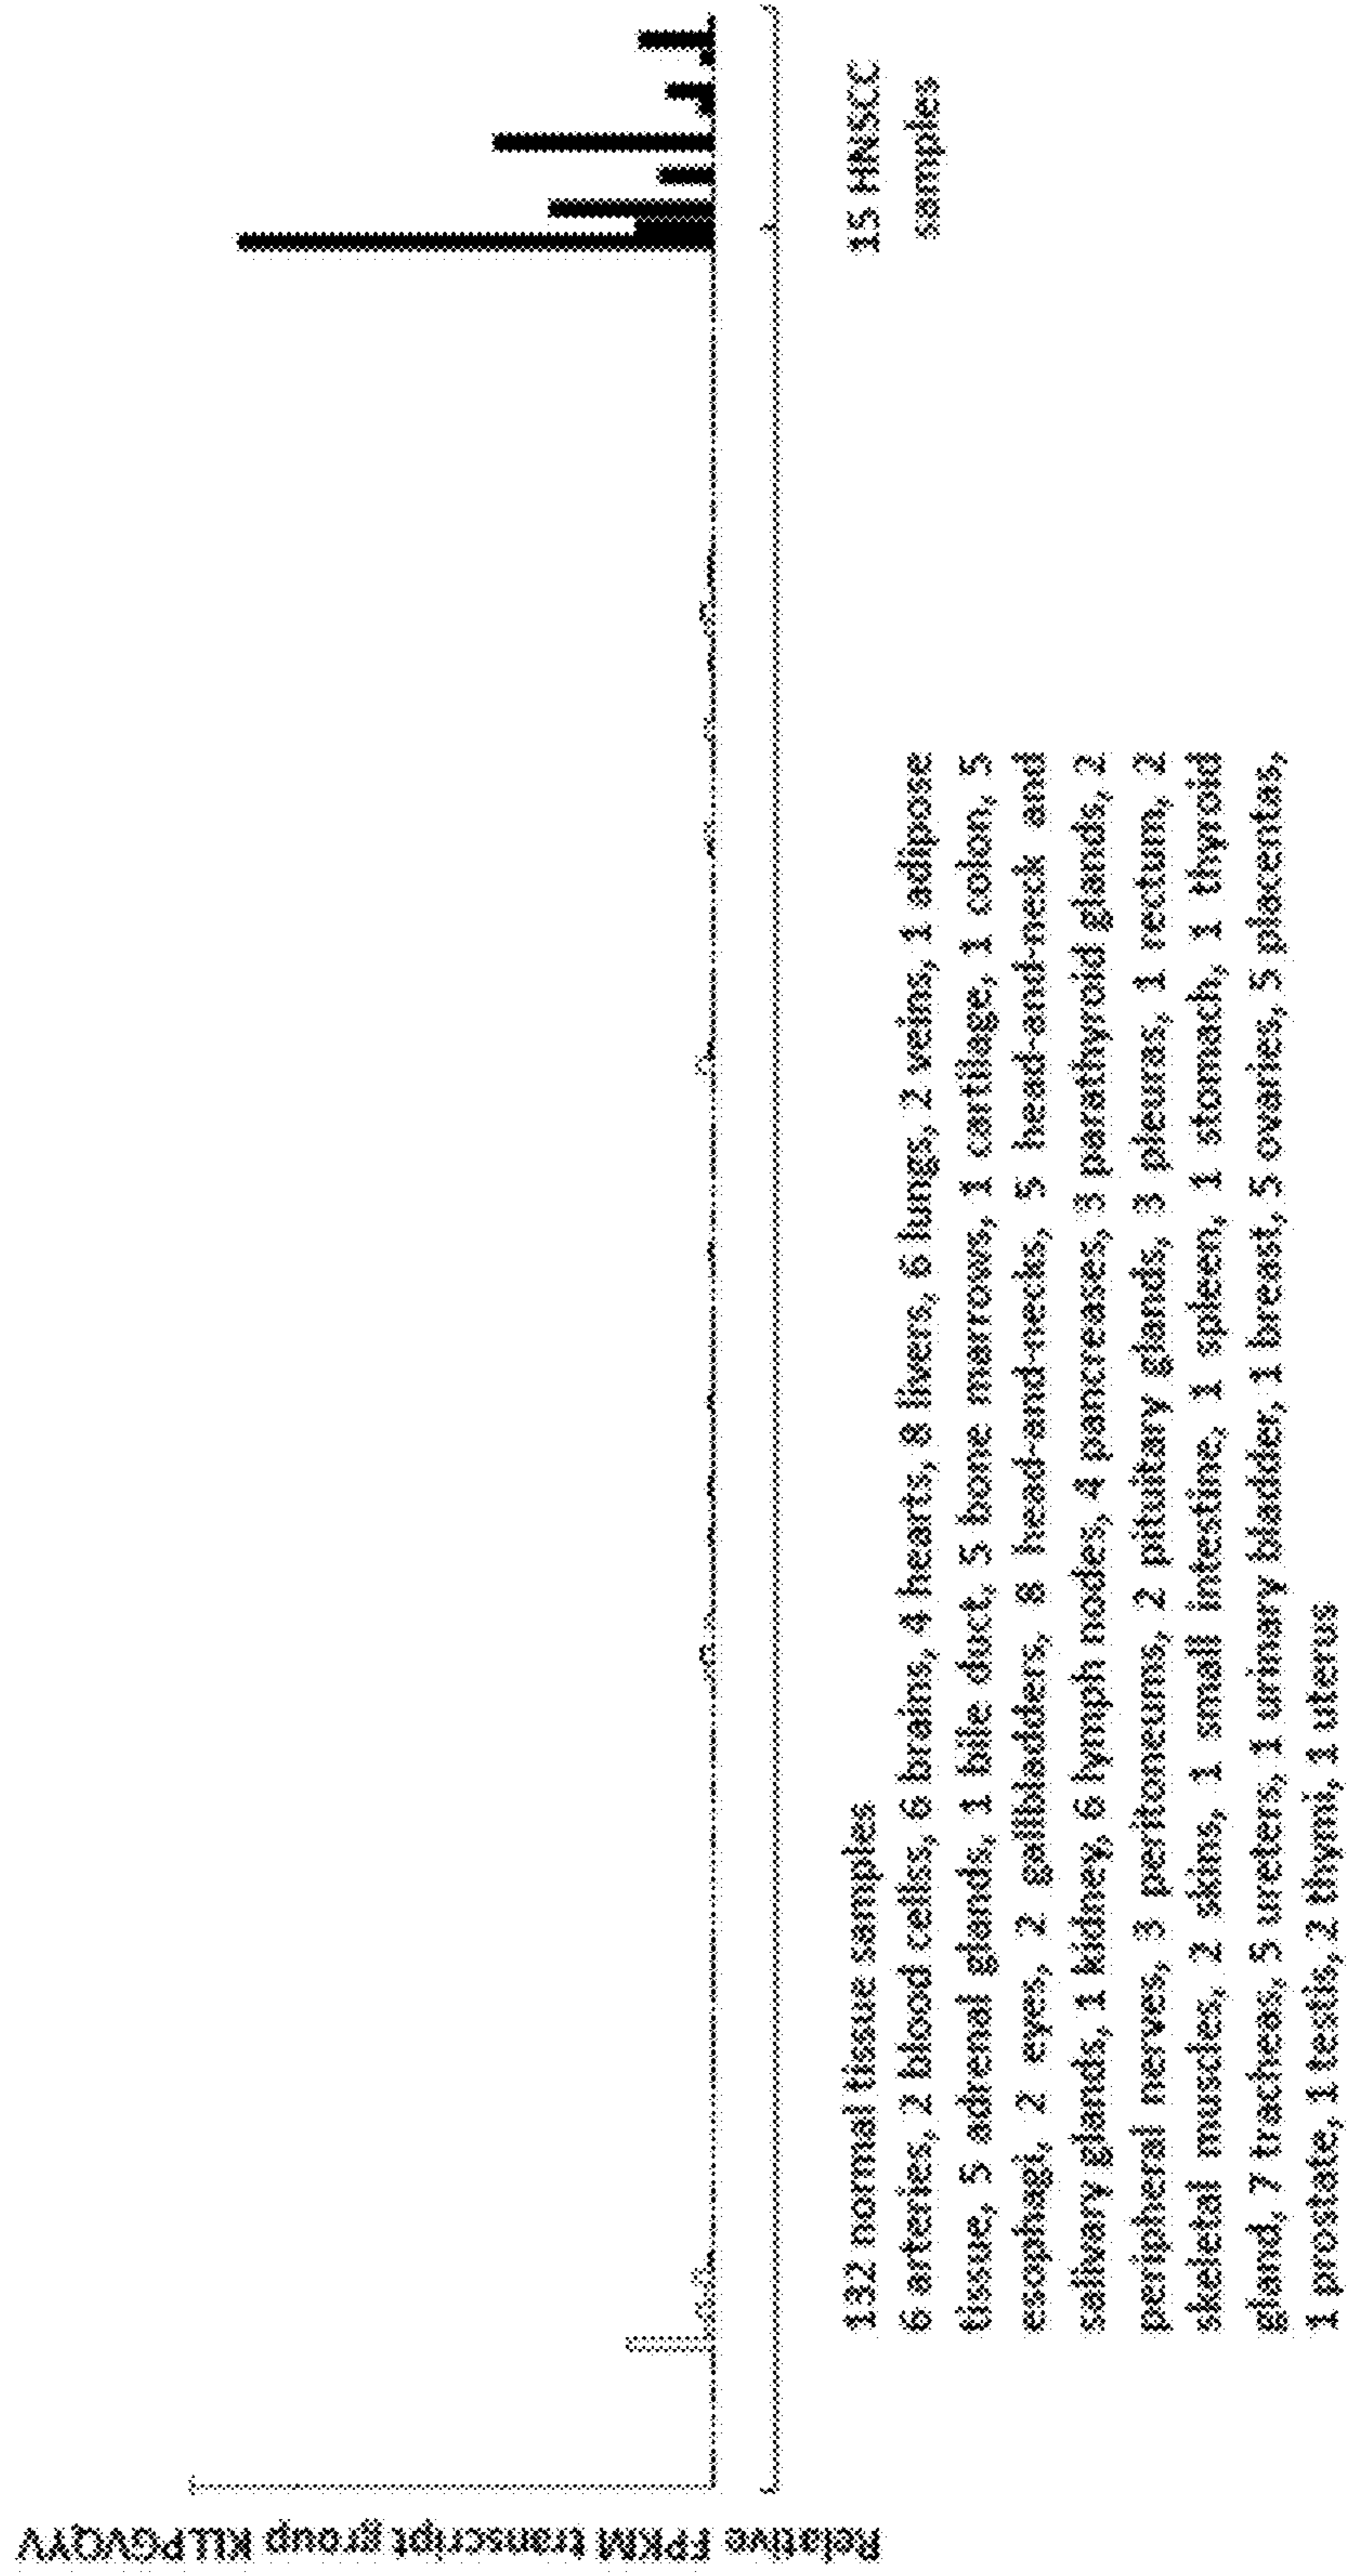 Relative FPKM transcript group KLLPGVQYV
132 normal tissue samples
6 arteries, 2 blood cellss, 6 brains, 4 hearts, 8 livers, 6 lungs, 2 veins, 1 adipose
tissue, 5 adrenal glands, 1 bile duct, 5 bone marrows, 1 cartilage, 1 colon, 5
esophagi, 2 eyes, 2 gallbladders, 8 head-and-necks, 5 head-and-neck and
salivary glands, 1 kidney, 6 lymph nodes, 4 pancreases, 3 parathyroid glands, 2
peripheral nerves, 3 peritoneums, 2 pituitary glands, 3 pleuras, 1 rectum, 2
skeletal muscles, 2 skins, 1 small intestine, 1 spleen, 1 stomach, 1 thyroid
gland, 7 tracheas, 5 ureters, 1 urinary bladder, 1 breast, 5 ovaries, 5 placentas,
1 prostate, 1 testis, 2 thymi, 1 uterus
15 HNSCC
samples